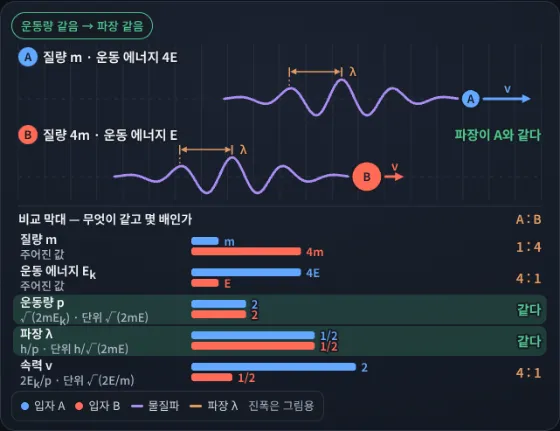 운동량 같음 → 파장 같음
A 질량 m · 운동 에너지 4E
λ
A
v
B 질량 4m · 운동 에너지 E
파장이 A와 같다
λ
B
v
비교 막대 — 무엇이 같고 몇 배인가 A : B
질량 m
주어진 값
m
4m
1 : 4
운동 에너지 Eₖ
주어진 값
4E
E
4 : 1
운동량 p
√(2mEₖ) · 단위 √(2mE)
2
2
같다
파장 λ
h/p · 단위 h/√(2mE)
1/2
1/2
같다
속력 v
2Eₖ/p · 단위 √(2E/m)
2
1/2
4 : 1
입자 A 입자 B 물질파 파장 λ 진폭은 그림용